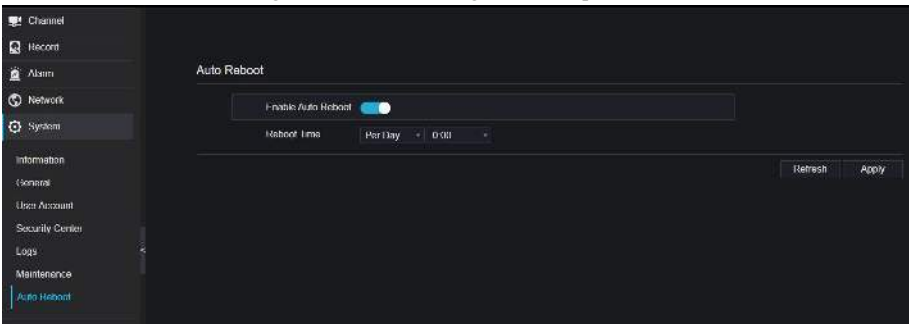 Channel
Record
Alarm
Network
System
Information
General
User Account
Security Center
Logs
Maintenance
Auto Reboot
Auto Reboot
Enable Auto Reboot
Reboot Time
Per Day 0:00
Refresh Apply